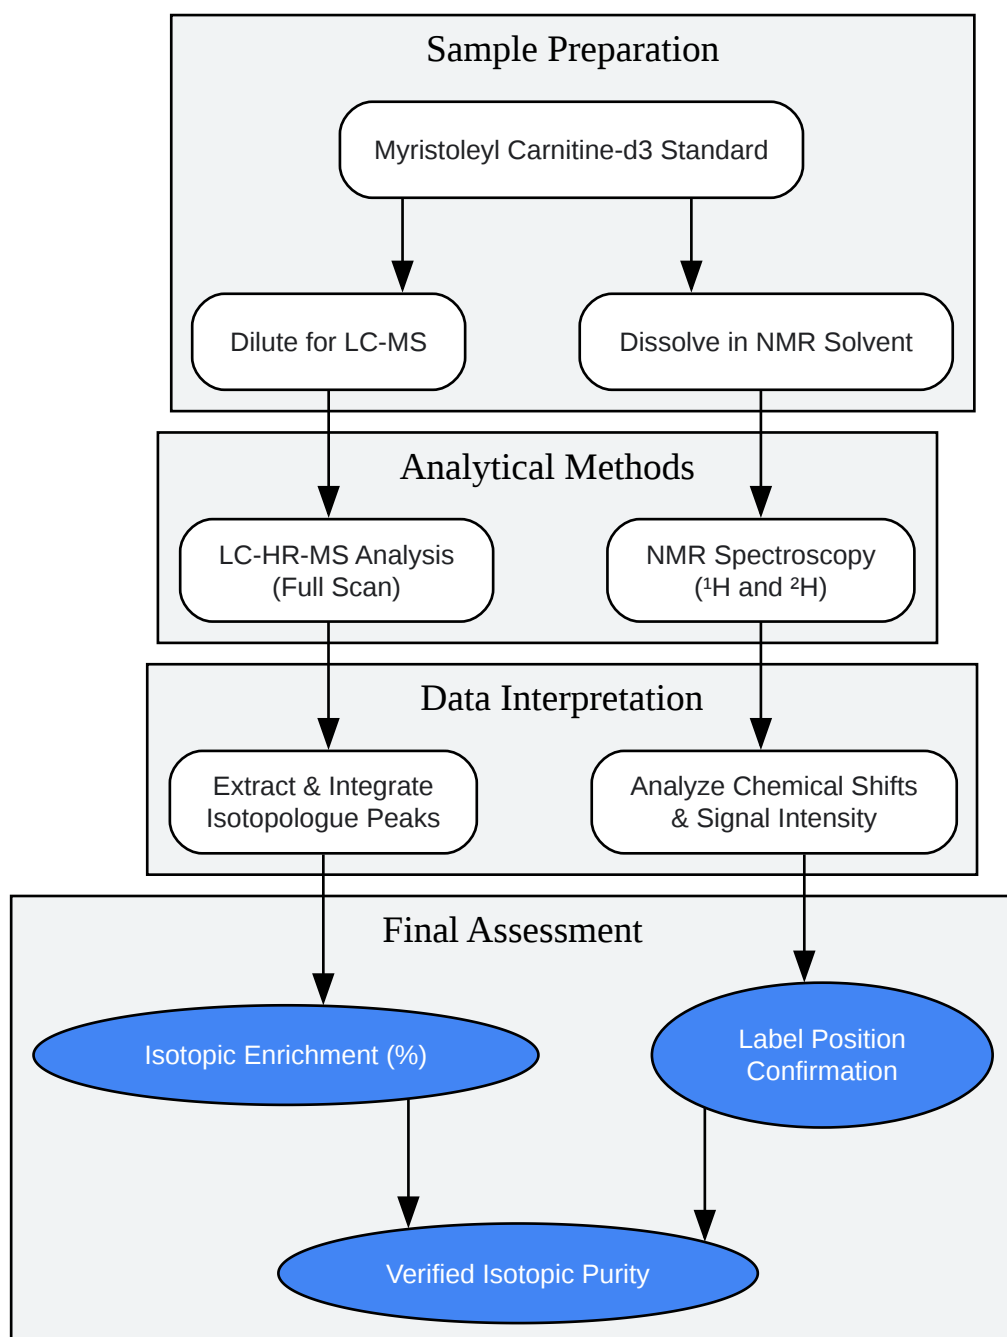 Sample Preparation
Myristoleyl Carnitine-d3 Standard
Dilute for LC-MS
Dissolve in NMR Solvent
Analytical Methods
LC-HR-MS Analysis
(Full Scan)
NMR Spectroscopy
(¹H and ²H)
Data Interpretation
Extract & Integrate
Isotopologue Peaks
Analyze Chemical Shifts
& Signal Intensity
Final Assessment
Isotopic Enrichment (%)
Label Position
Confirmation
Verified Isotopic Purity